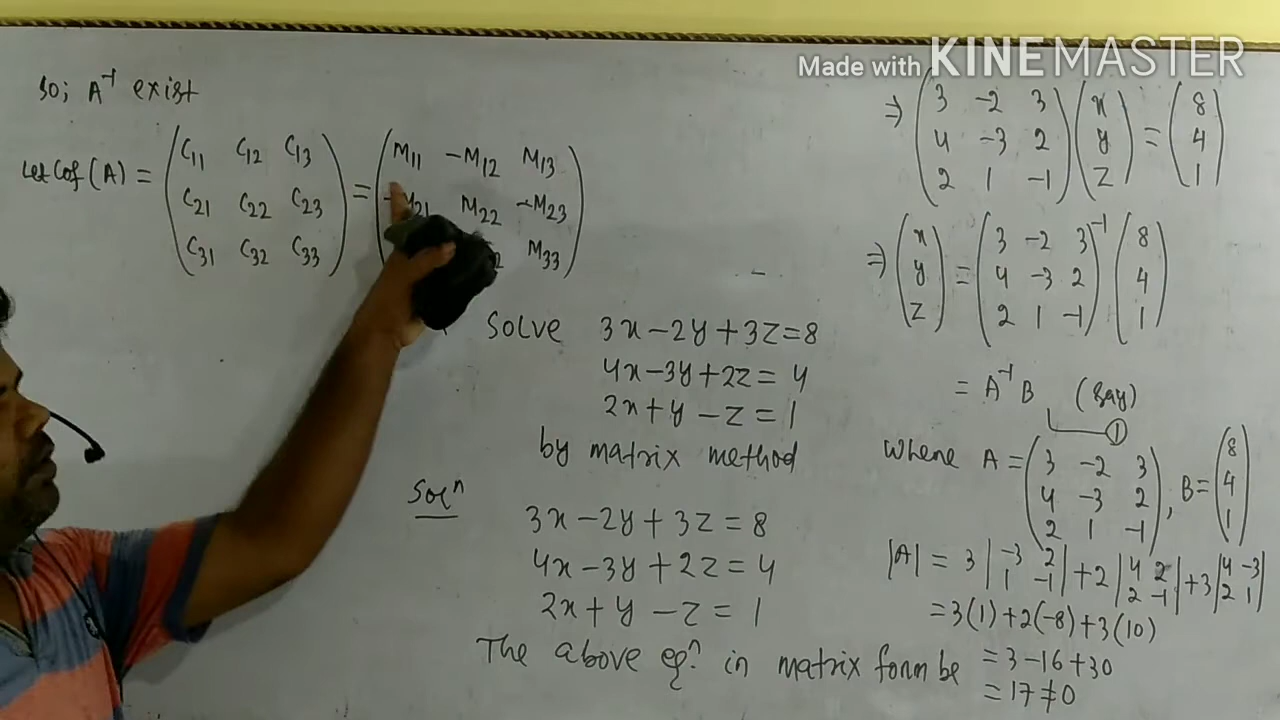 Made with KINEMASTER
So; A⁻¹ exist
Let Cof(A) = (C11 C12 C13 = (M11 -M12 M13
C21 C22 C23 M21 M22 -M23
C31 C32 C33) M33)
Solve 3x-2y+3z=8
4x-3y+2z=4
2x+y-z=1
by matrix method
Solⁿ
3x-2y+3z=8
4x-3y+2z=4
2x+y-z=1
The above eqⁿ. in matrix form be
⇒ (3 -2 3 (x = (8
4 -3 2 y 4
2 1 -1) z) 1)
⇒ (x = (3 -2 3 (8
y 4 -3 2 4
z) 2 1 -1)⁻¹ 1)
= A⁻¹B (Say)
①
Where A = (3 -2 3 , B = (8
4 -3 2 4
2 1 -1) 1)
|A| = 3 |-3 2 +2 |4 2 +3 |4 -3
1 -1| 2 -1| 2 1|
= 3(1)+2(-8)+3(10)
= 3-16+30
= 17≠0